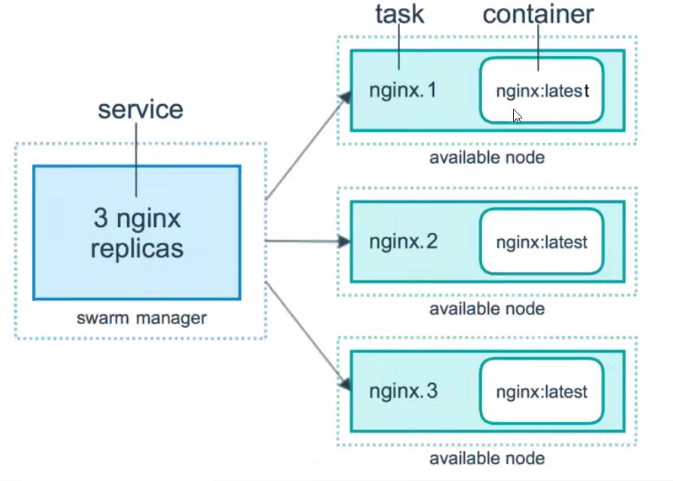 task
container
service
nginx.1
nginx:latest
available node
3 nginx
replicas
swarm manager
nginx.2
nginx:latest
available node
nginx.3
nginx:latest
available node